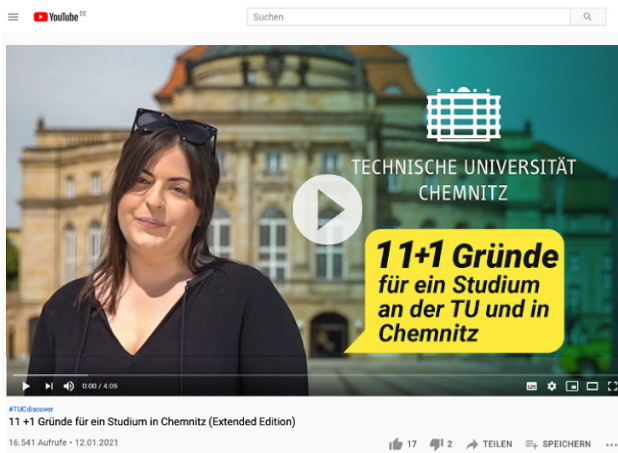 YouTube DE
Suchen
TECHNISCHE UNIVERSITÄT
CHEMNITZ
11+1 Gründe
für ein Studium
an der TU und in
Chemnitz
0:00 / 4:05
#TUCdiscover
11 +1 Gründe für ein Studium in Chemnitz (Extended Edition)
16.541 Aufrufe • 12.01.2021
17 2 TEILEN SPEICHERN